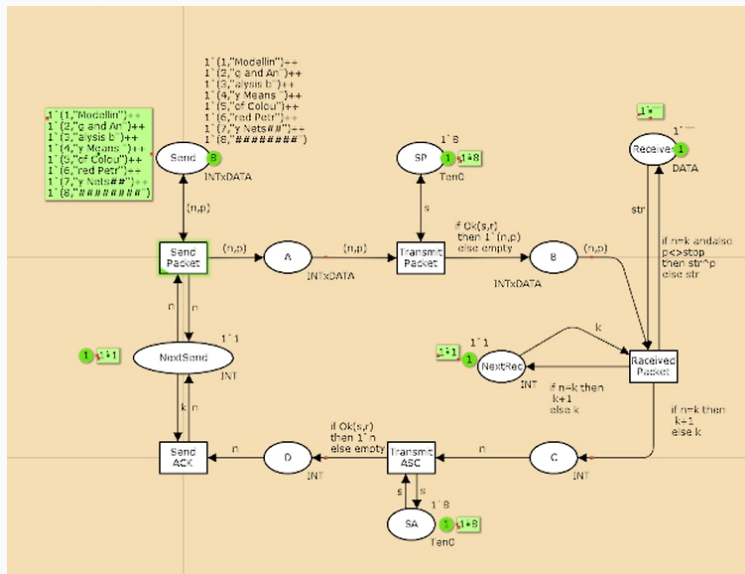 1`(1,"Modellin")++
1`(2,"g and An")++
1`(3,"alysis b")++
1`(4,"y Means ")++
1`(5,"of Colou")++
1`(6,"red Petr")++
1`(7,"y Nets##")++
1`(8,"########")
1`(1,"Modellin")++
1`(2,"g and An")++
1`(3,"alysis b")++
1`(4,"y Means ")++
1`(5,"of Colou")++
1`(6,"red Petr")++
1`(7,"y Nets##")++
1`(8,"########")
Send
8
INTxDATA
1`8
SP
1
1`8
Ten0
1`""
1`""
Receiver
1
DATA
(n,p)
s
str
if n=k andalso
p<>stop
then str^p
else str
Send
Packet
(n,p)
A
INTxDATA
(n,p)
Transmit
Packet
if Ok(s,r)
then 1`(n,p)
else empty
B
INTxDATA
(n,p)
n
n
1
1`1
NextSend
1`1
INT
1`1
1
1`1
NextRec
INT
k
if n=k then
k+1
else k
Raceived
Packet
k
n
if n=k then
k+1
else k
Send
ACK
n
D
INT
if Ok(s,r)
then 1`n
else empty
Transmit
ASC
n
C
INT
s
s
SA
1`8
1
1`8
Ten0